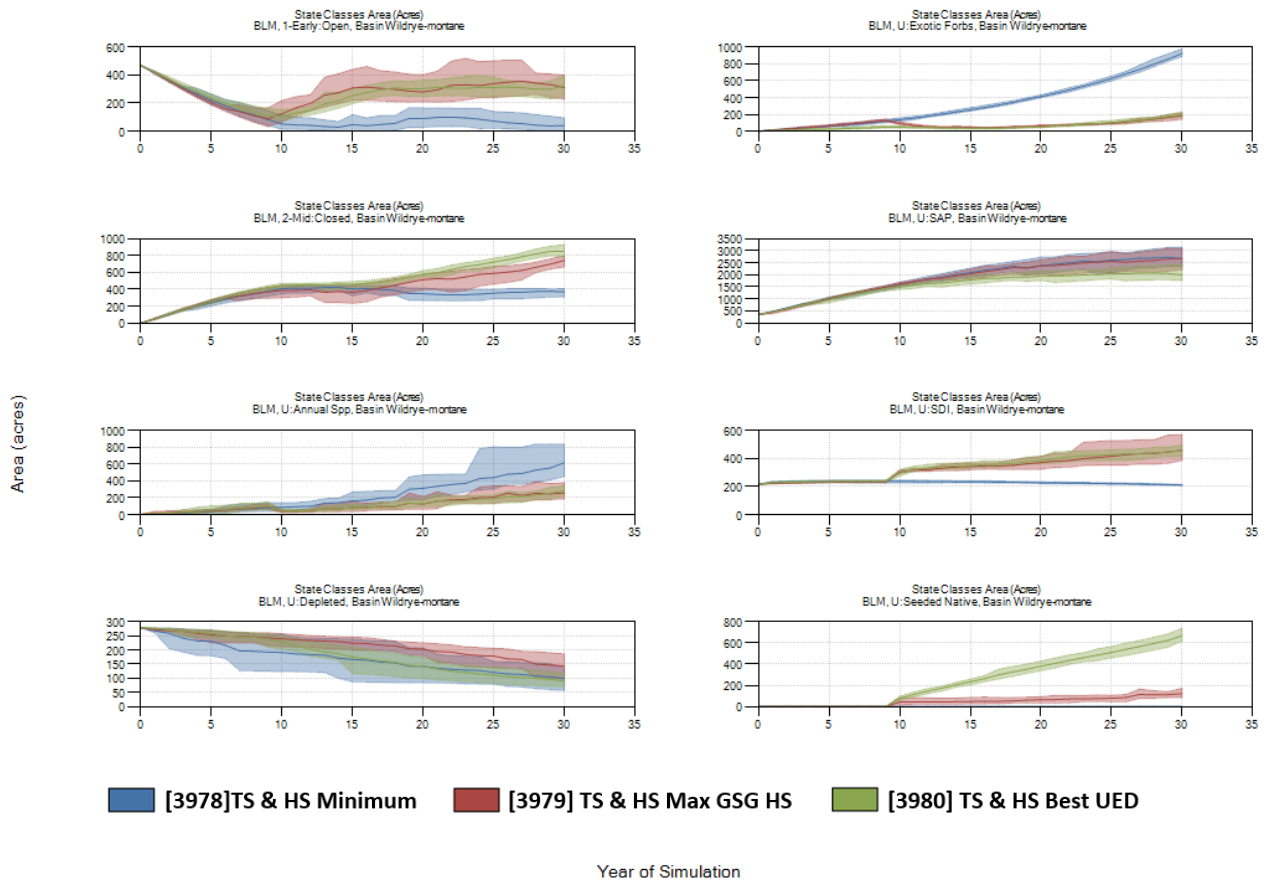 State Classes Area (Acres)
BLM, 1-Early:Open, Basin Wildrye-montane
600
400
200
0
0 5 10 15 20 25 30 35
State Classes Area (Acres)
BLM, U:Exotic Forbs, Basin Wildrye-montane
1000
800
600
400
200
0
0 5 10 15 20 25 30 35
State Classes Area (Acres)
BLM, 2-Mid:Closed, Basin Wildrye-montane
1000
800
600
400
200
0
0 5 10 15 20 25 30 35
State Classes Area (Acres)
BLM, U:SAP, Basin Wildrye-montane
3500
3000
2500
2000
1500
1000
500
0
0 5 10 15 20 25 30 35
Area (acres)
State Classes Area (Acres)
BLM, U:Annual Spp, Basin Wildrye-montane
1000
800
600
400
200
0
0 5 10 15 20 25 30 35
State Classes Area (Acres)
BLM, U:SDI, Basin Wildrye-montane
600
400
200
0
0 5 10 15 20 25 30 35
State Classes Area (Acres)
BLM, U:Depleted, Basin Wildrye-montane
300
250
200
150
100
50
0
0 5 10 15 20 25 30 35
State Classes Area (Acres)
BLM, U:Seeded Native, Basin Wildrye-montane
800
600
400
200
0
0 5 10 15 20 25 30 35
[3978]TS & HS Minimum
[3979] TS & HS Max GSG HS
[3980] TS & HS Best UED
Year of Simulation